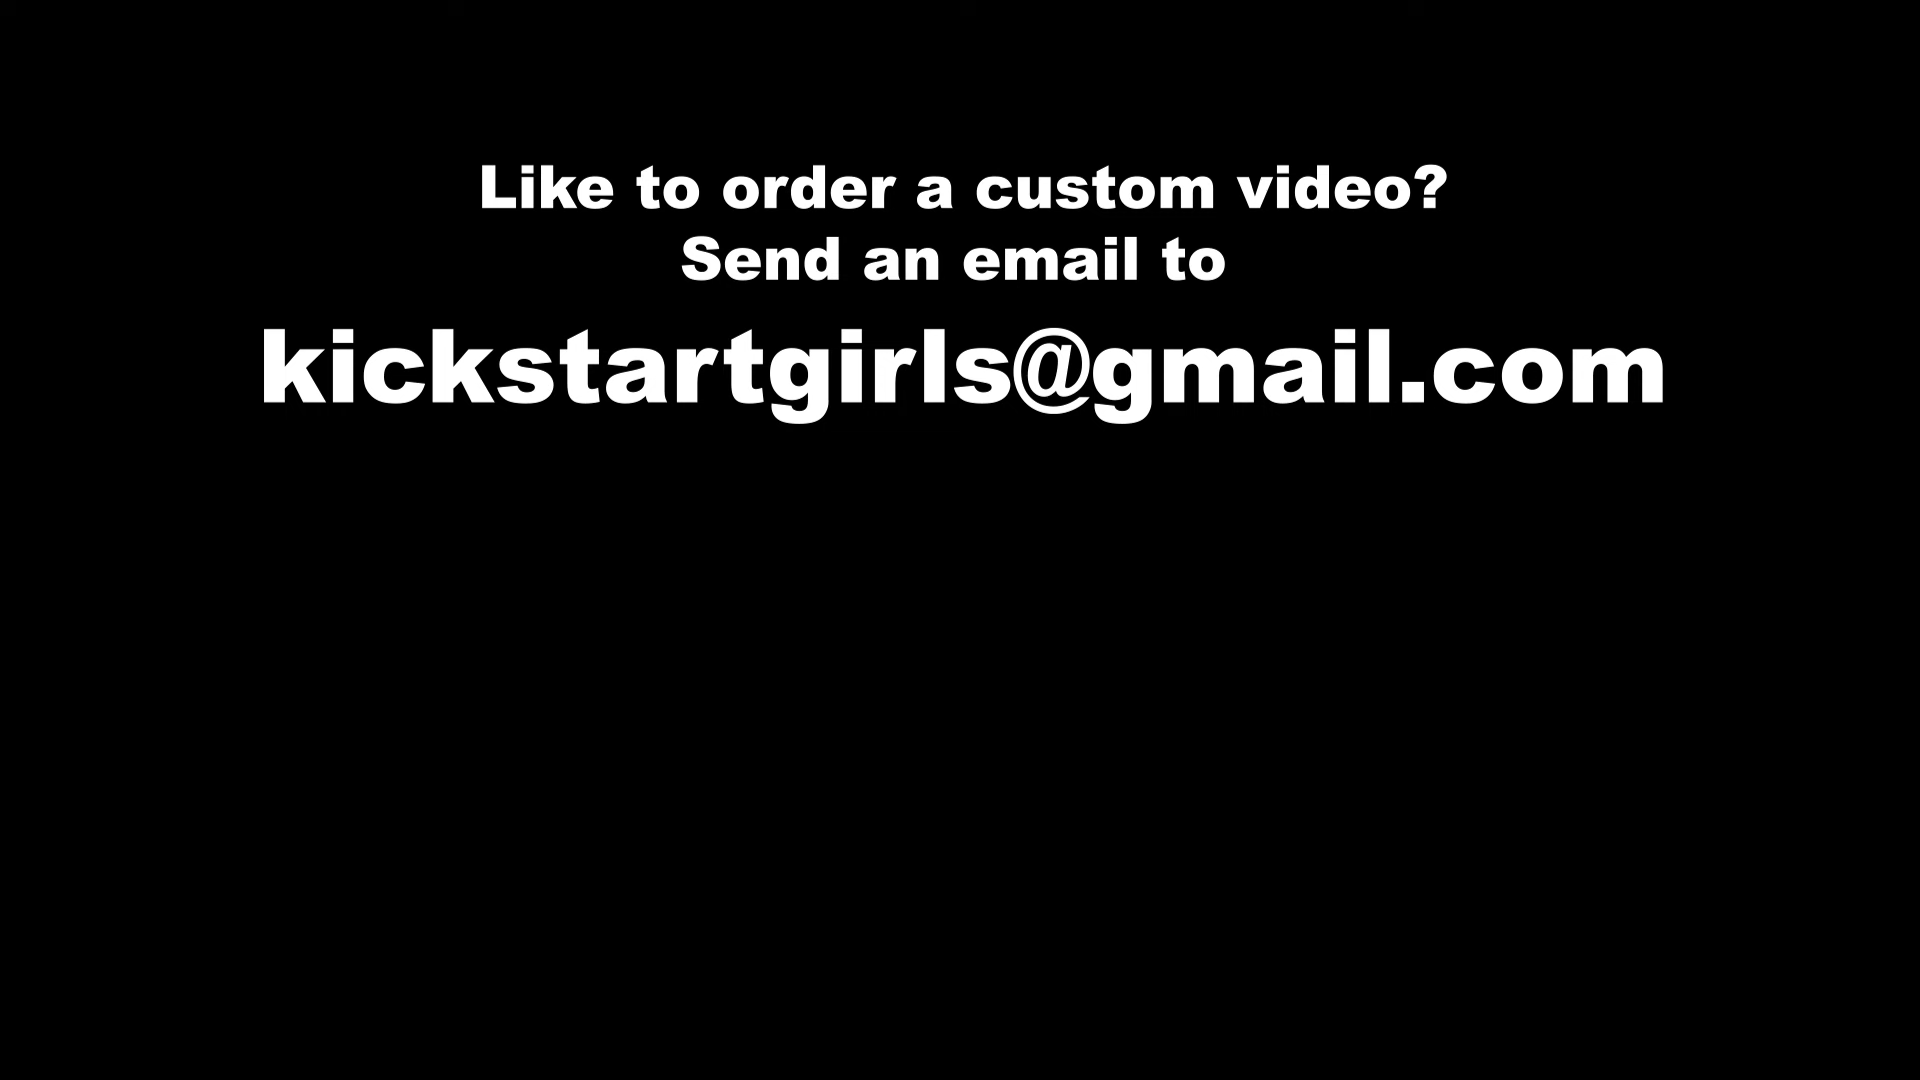 Like to order a custom video?
Send an email to
kickstartgirls@gmail.com